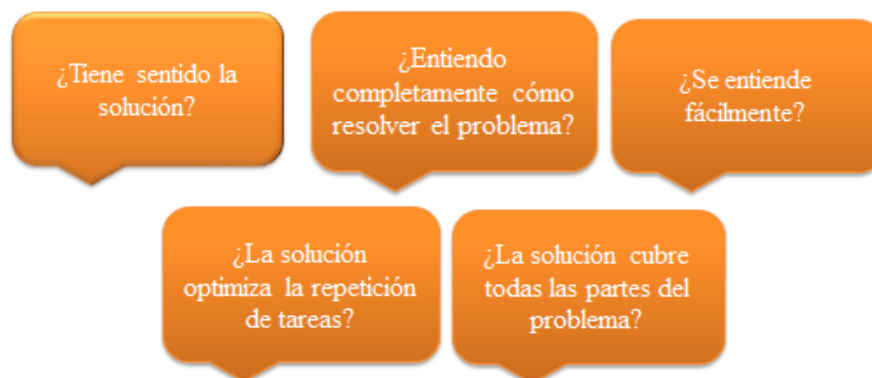 ¿Tiene sentido la
solución?
¿Entiendo
completamente cómo
resolver el problema?
¿Se entiende
fácilmente?
¿La solución
optimiza la repetición
de tareas?
¿La solución cubre
todas las partes del
problema?